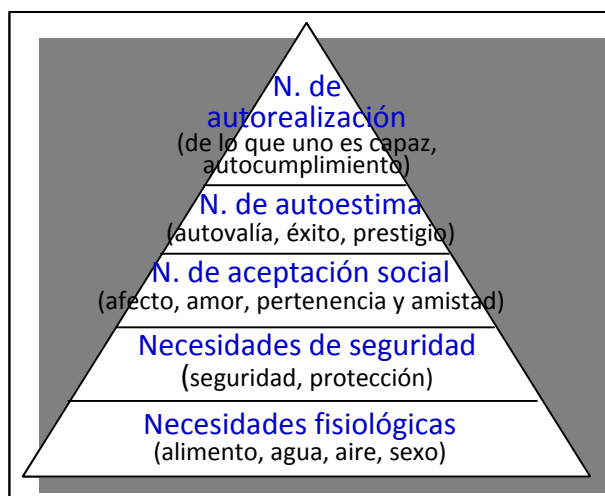 N. de
autorealización
(de lo que uno es capaz,
autocumplimiento)
N. de autoestima
(autovalía, éxito, prestigio)
N. de aceptación social
(afecto, amor, pertenencia y amistad)
Necesidades de seguridad
(seguridad, protección)
Necesidades fisiológicas
(alimento, agua, aire, sexo)